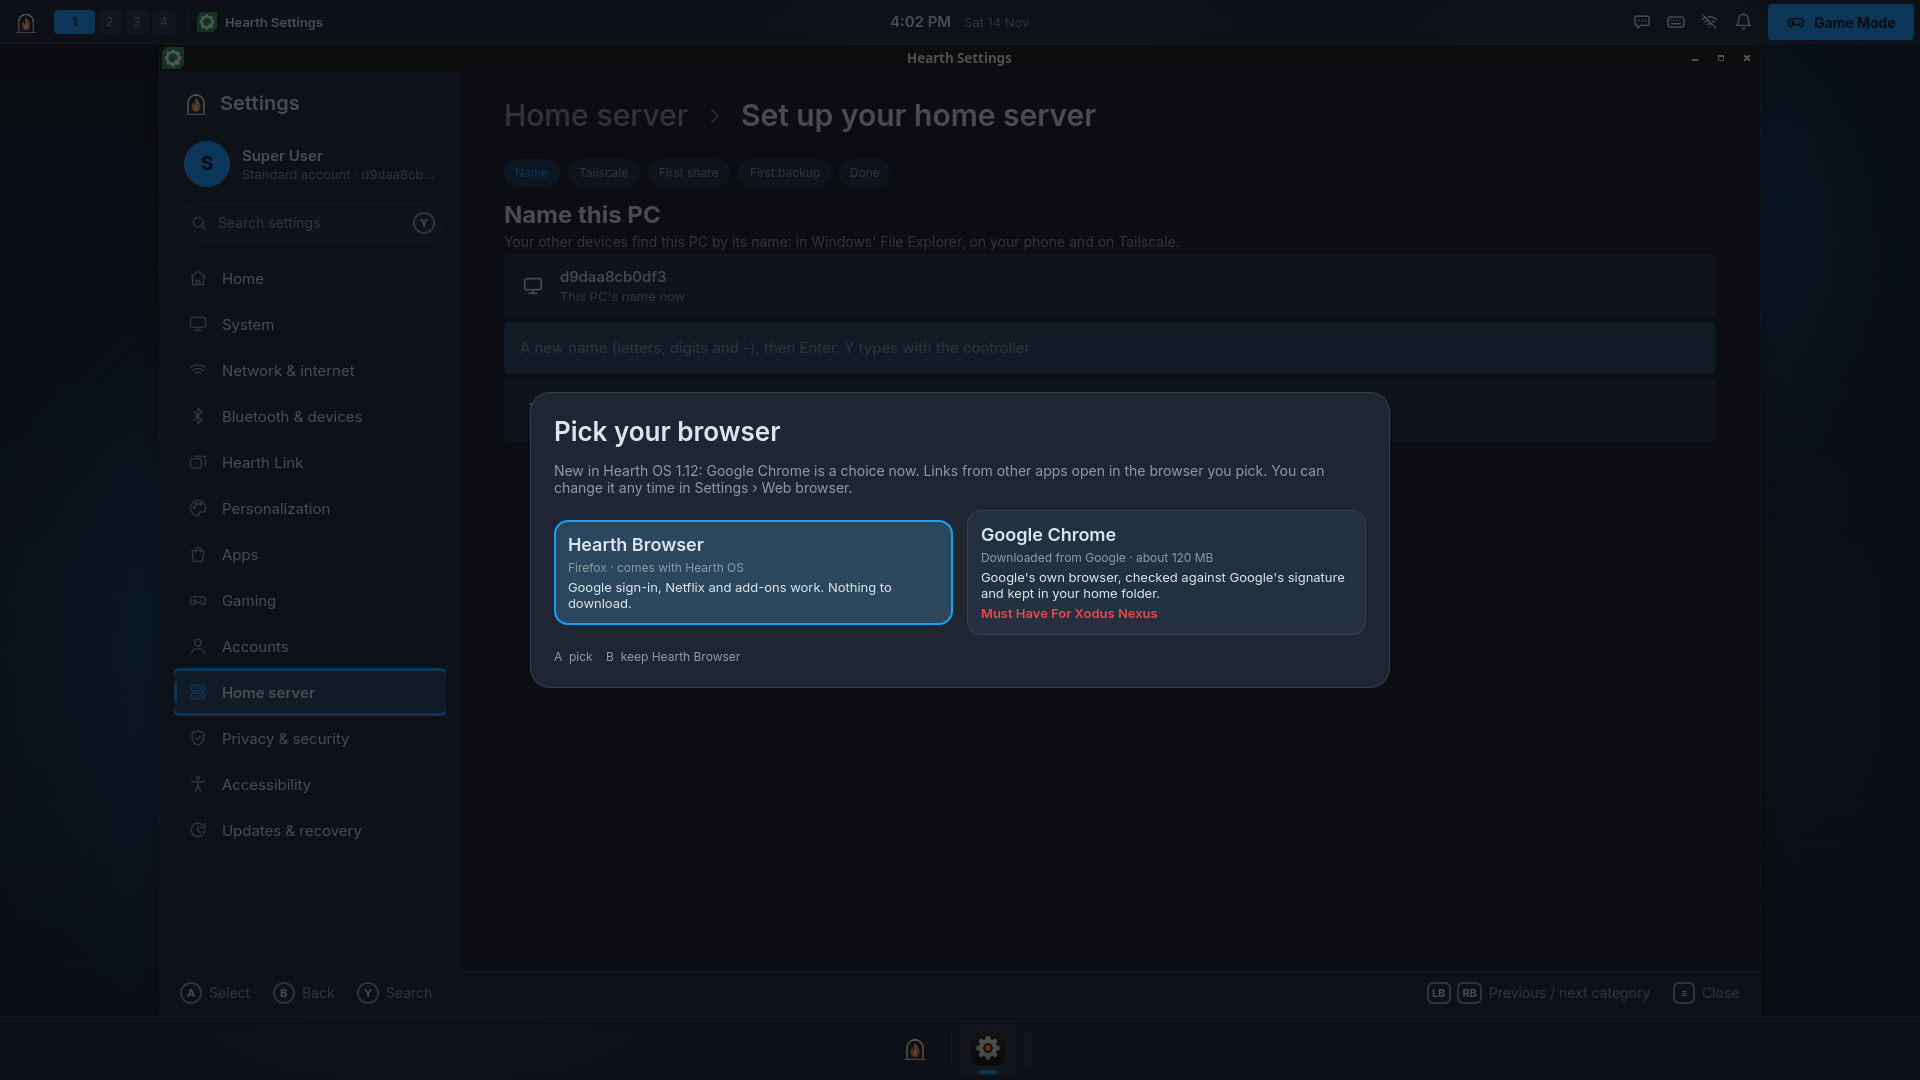 1 2 3 4 Hearth Settings 4:02 PM Sat 14 Nov Game Mode
Hearth Settings
Settings
Super User
Standard account · d9daa8cb...
Search settings Y
Home
System
Network & internet
Bluetooth & devices
Hearth Link
Personalization
Apps
Gaming
Accounts
Home server
Privacy & security
Accessibility
Updates & recovery
Home server › Set up your home server
Name Tailscale First share First backup Done
Name this PC
Your other devices find this PC by its name: in Windows' File Explorer, on your phone and on Tailscale.
d9daa8cb0df3
This PC's name now
A new name (letters, digits and -), then Enter. Y types with the controller
Pick your browser
New in Hearth OS 1.12: Google Chrome is a choice now. Links from other apps open in the browser you pick. You can
change it any time in Settings › Web browser.
Hearth Browser
Firefox · comes with Hearth OS
Google sign-in, Netflix and add-ons work. Nothing to
download.
Google Chrome
Downloaded from Google · about 120 MB
Google's own browser, checked against Google's signature
and kept in your home folder.
Must Have For Xodus Nexus
A pick B keep Hearth Browser
A Select B Back Y Search LB RB Previous / next category ≡ Close